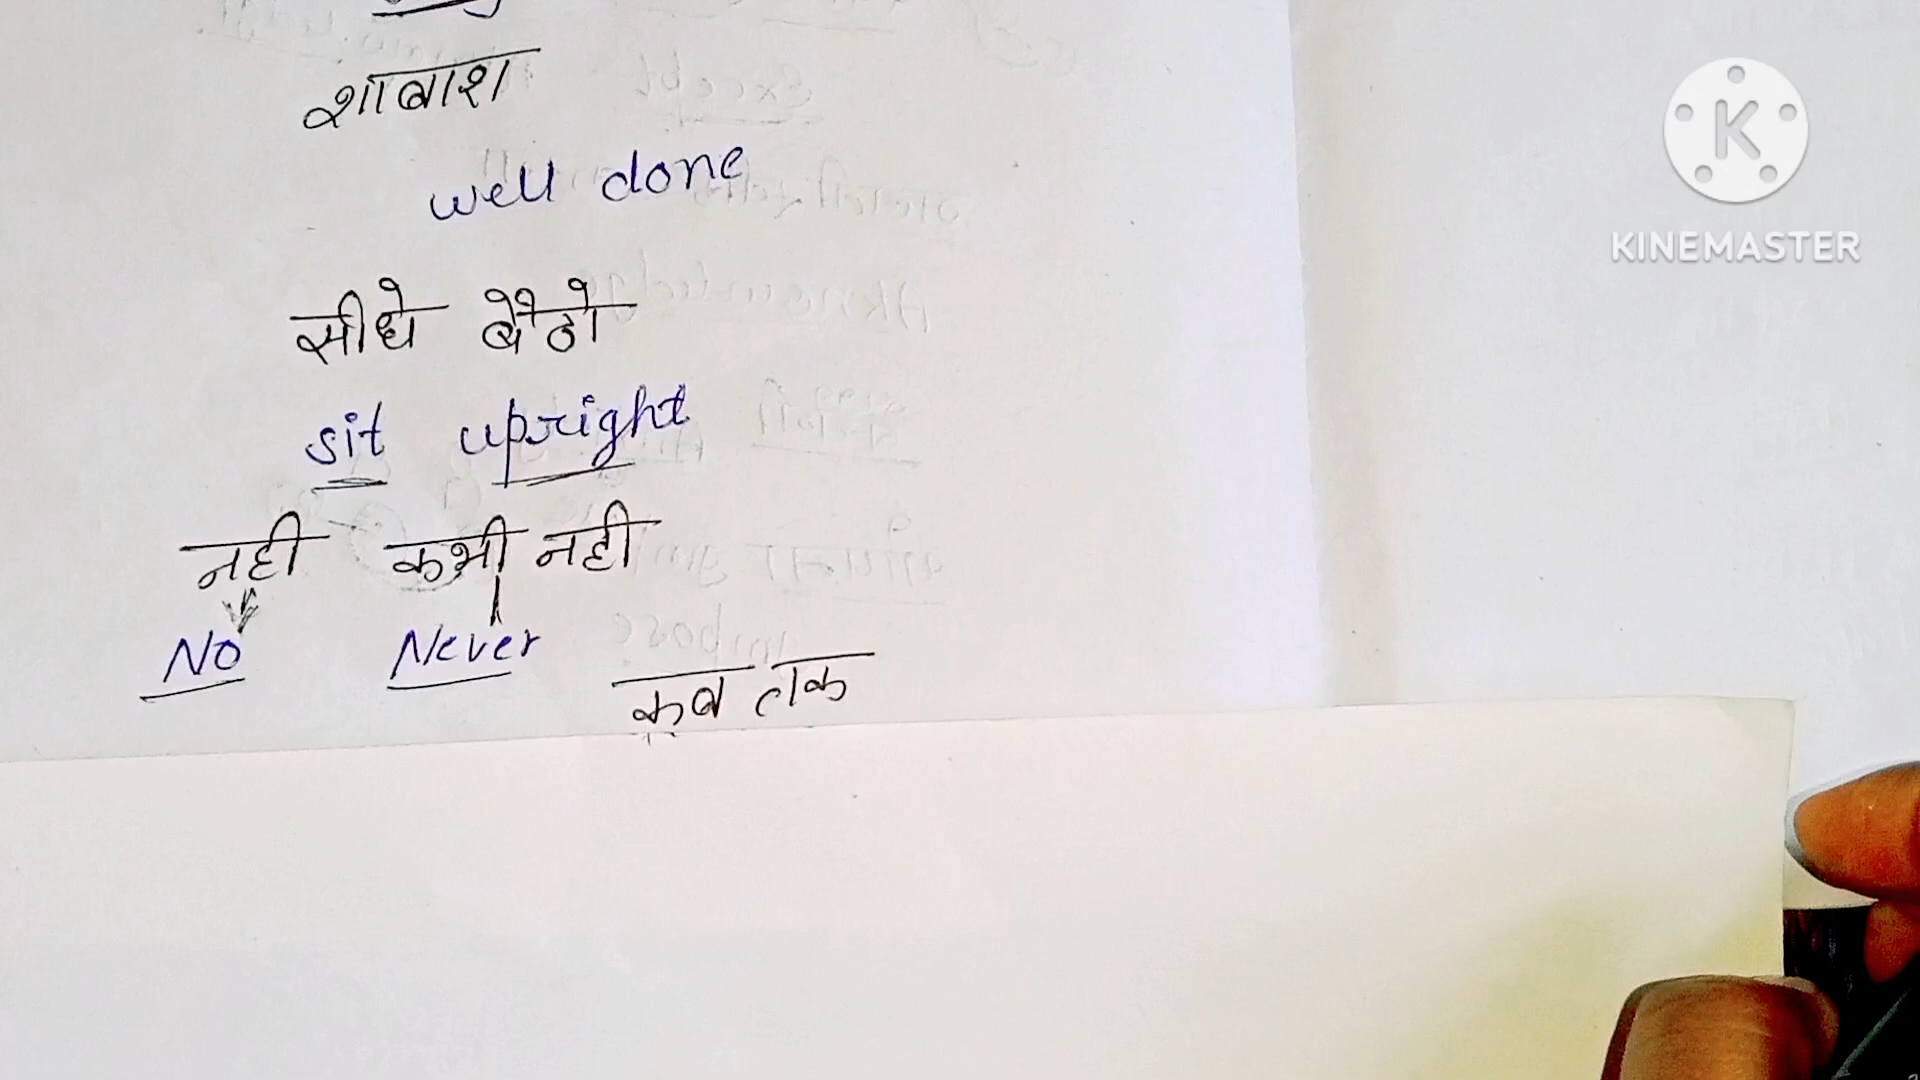 शाबाश
well done
सीधे बैठो
sit upright
नही कभी नही
No Never
कब तक
KINEMASTER